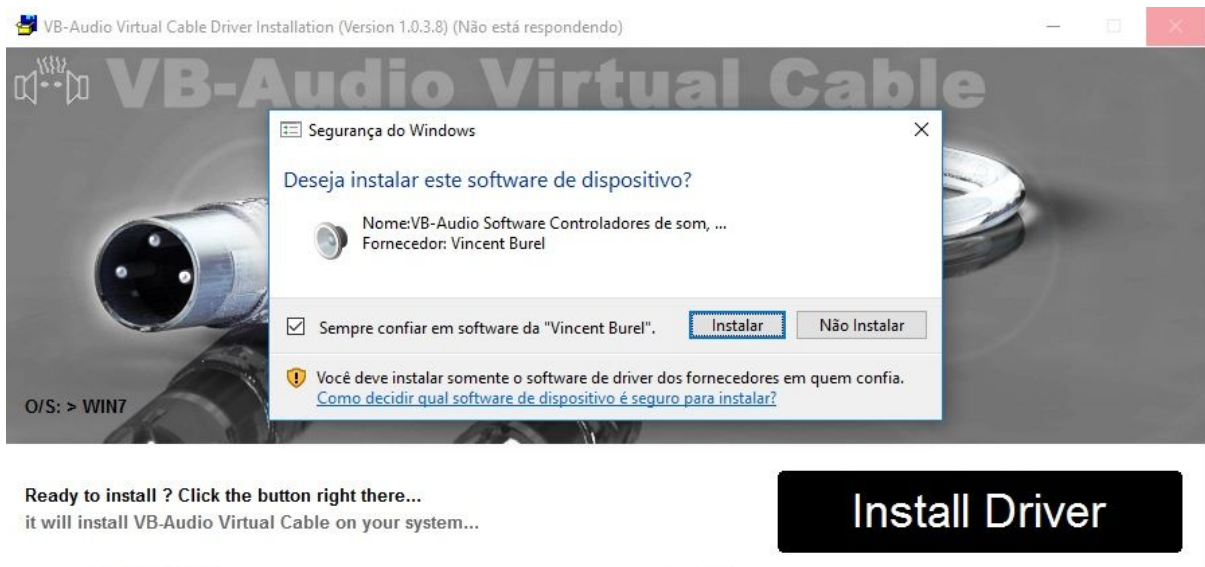 VB-Audio Virtual Cable Driver Installation (Version 1.0.3.8) (Não está respondendo)
VB-Audio Virtual Cable
Segurança do Windows
Deseja instalar este software de dispositivo?
Nome:VB-Audio Software Controladores de som, ...
Fornecedor: Vincent Burel
Sempre confiar em software da "Vincent Burel".
Instalar
Não Instalar
Você deve instalar somente o software de driver dos fornecedores em quem confia.
Como decidir qual software de dispositivo é seguro para instalar?
O/S: > WIN7
Ready to install ? Click the button right there...
it will install VB-Audio Virtual Cable on your system...
Install Driver